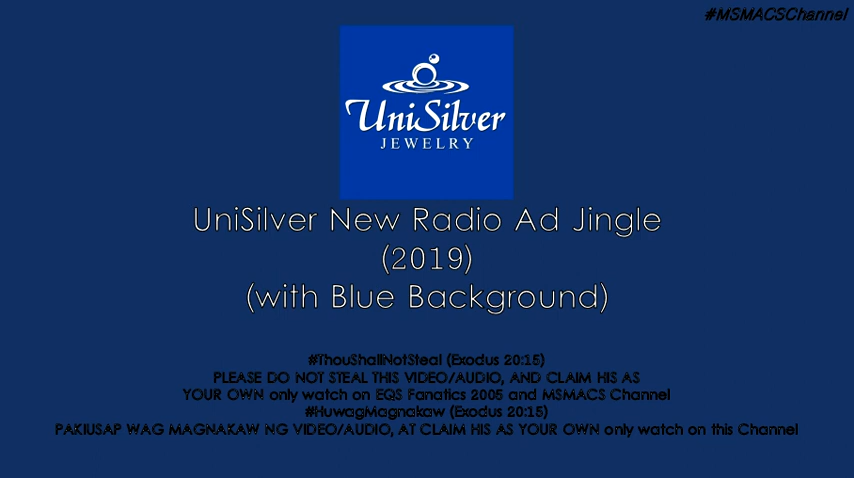 #MSMACSChannel
UniSilver
JEWELRY
UniSilver New Radio Ad Jingle
(2019)
(with Blue Background)
#ThouShallNotSteal (Exodus 20:15)
PLEASE DO NOT STEAL THIS VIDEO/AUDIO, AND CLAIM HIS AS
YOUR OWN only watch on EQS Fanatics 2005 and MSMACS Channel
#HuwagMagnakaw (Exodus 20:15)
PAKIUSAP WAG MAGNAKAW NG VIDEO/AUDIO, AT CLAIM HIS AS YOUR OWN only watch on this Channel